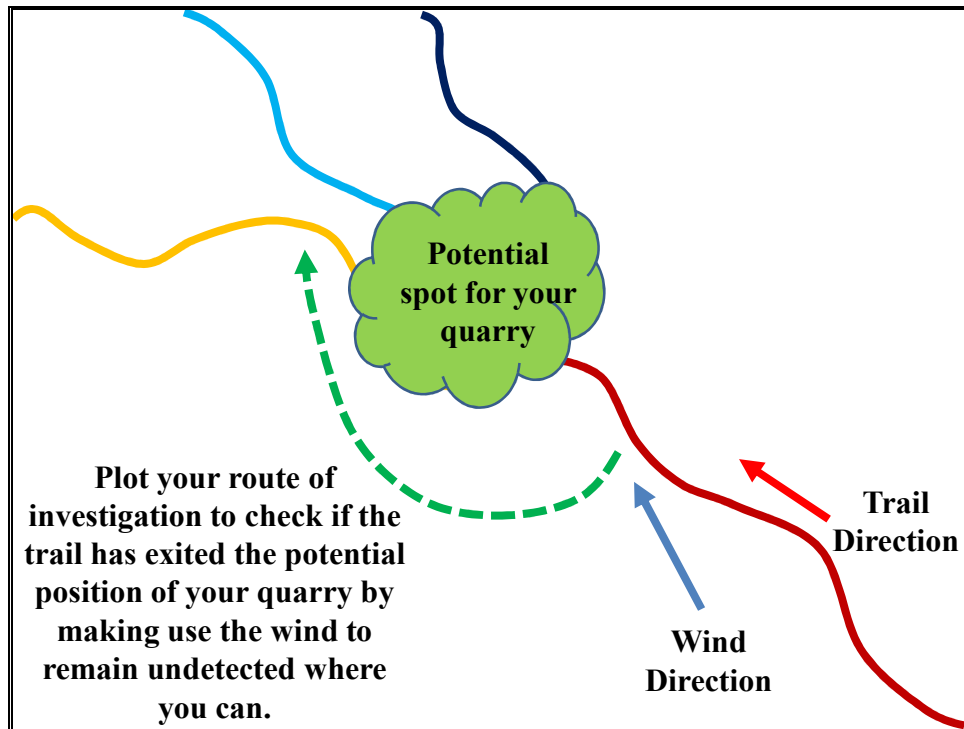 Potential
spot for your
quarry
Plot your route of
investigation to check if the
trail has exited the potential
position of your quarry by
making use the wind to
remain undetected where
you can.
Trail
Direction
Wind
Direction